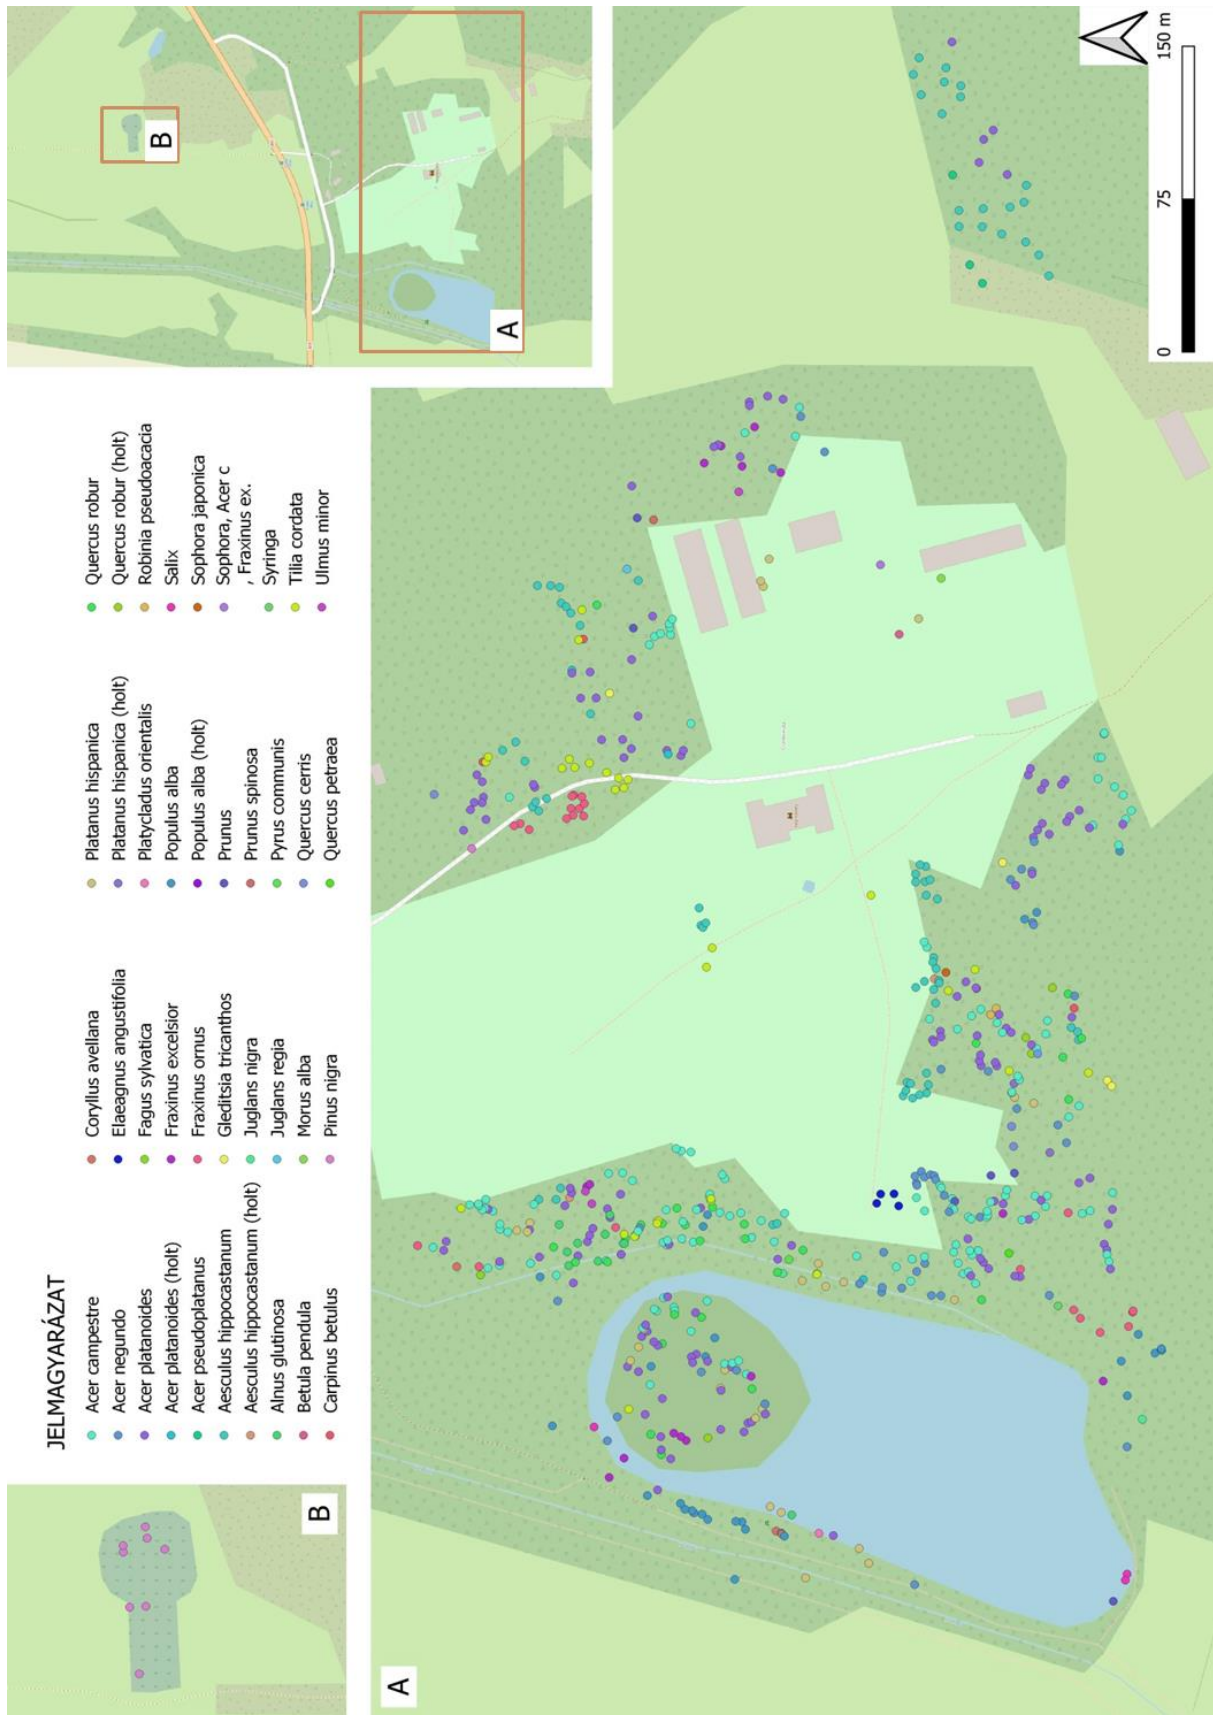 JELMAGYARÁZAT
Acer campestre
Acer negundo
Acer platanoides
Acer platanoides (holt)
Acer pseudoplatanus
Aesculus hippocastanum
Aesculus hippocastanum (holt)
Alnus glutinosa
Betula pendula
Carpinus betulus
Coryllus avellana
Elaeagnus angustifolia
Fagus sylvatica
Fraxinus excelsior
Fraxinus ornus
Gleditsia tricanthos
Juglans nigra
Juglans regia
Morus alba
Pinus nigra
Platanus hispanica
Platanus hispanica (holt)
Platycladus orientalis
Populus alba
Populus alba (holt)
Prunus
Prunus spinosa
Pyrus communis
Quercus cerris
Quercus petraea
Quercus robur
Quercus robur (holt)
Robinia pseudoacacia
Salix
Sophora japonica
Sophora, Acer c
, Fraxinus ex.
Syringa
Tilia cordata
Ulmus minor
B
A
B
A
0 75 150 m